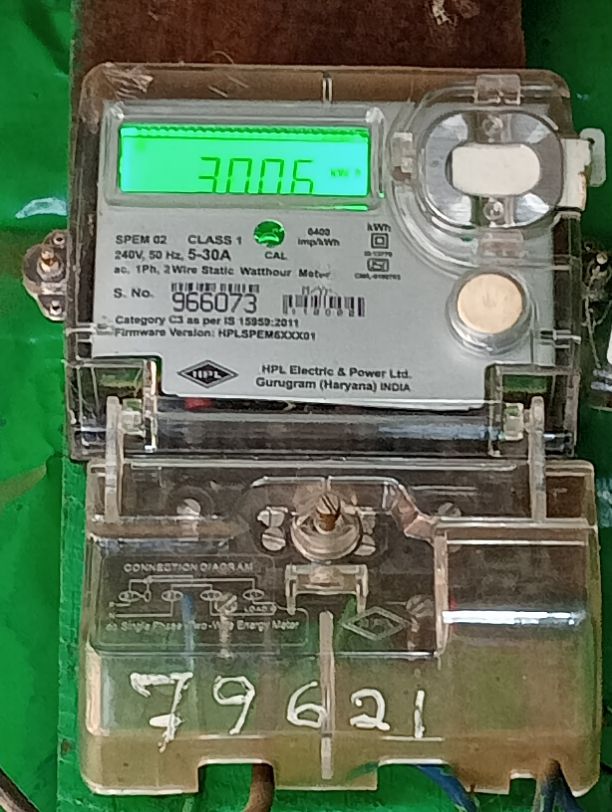 3006
SPEM 02 CLASS 1 6400 imp/kWh kWh
240V, 50 Hz, 5-30A CAL
ac, 1Ph, 2Wire Static Watthour Meter
S. No. 966073
Category C3 as per IS 15959:2011
Firmware Version: HPLSPEM6XXX01
HPL
HPL Electric & Power Ltd.
Gurugram (Haryana) INDIA
CONNECTION DIAGRAM
LOAD
ac Single Phase Two-Wire Energy Meter
79621